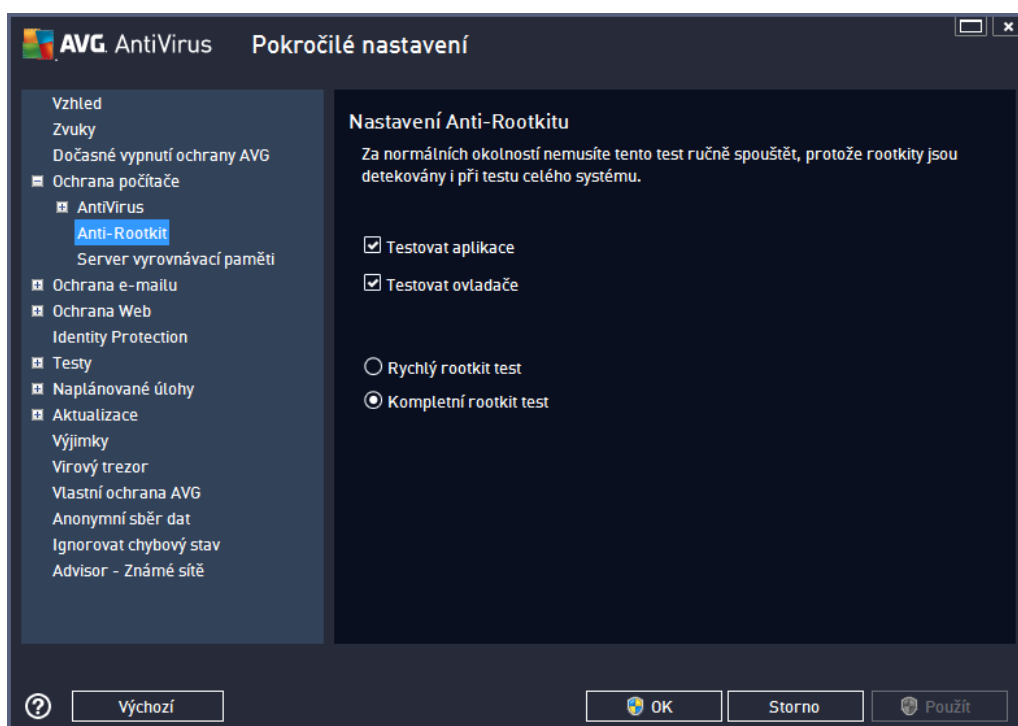 AVG. AntiVirus Pokročilé nastavení
Vzhled
Zvuky
Dočasné vypnutí ochrany AVG
Ochrana počítače
AntiVirus
Anti-Rootkit
Server vyrovnávací paměti
Ochrana e-mailu
Ochrana Web
Identity Protection
Testy
Naplánované úlohy
Aktualizace
Výjimky
Virový trezor
Vlastní ochrana AVG
Anonymní sběr dat
Ignorovat chybový stav
Advisor - Známé sítě
Nastavení Anti-Rootkitu
Za normálních okolností nemusíte tento test ručně spouštět, protože rootkity jsou
detekovány i při testu celého systému.
Testovat aplikace
Testovat ovladače
Rychlý rootkit test
Kompletní rootkit test
Výchozí
OK
Storno
Použít